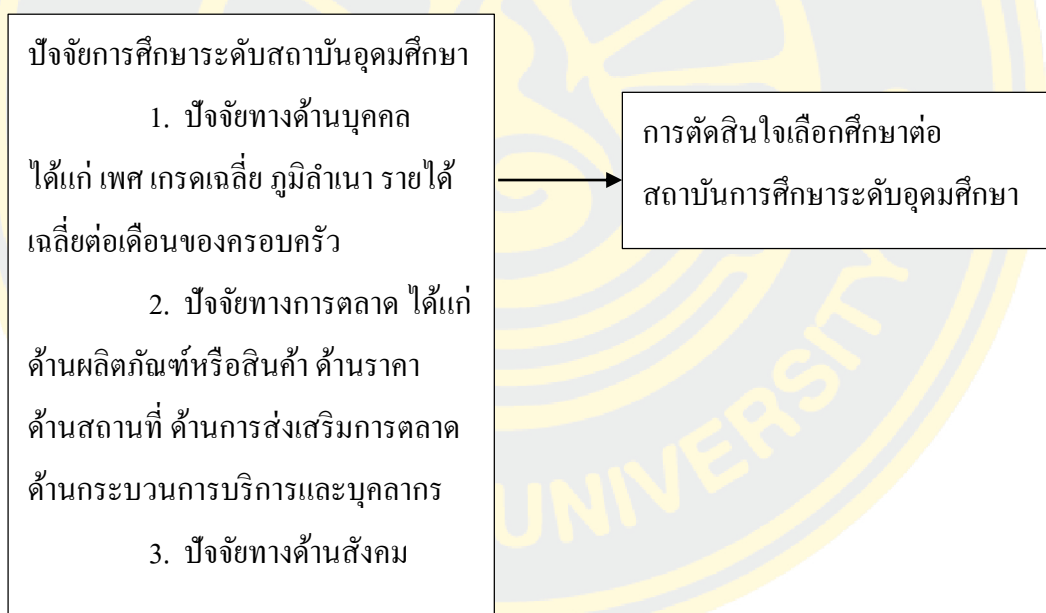 ปัจจัยการศึกษาระดับสถาบันอุดมศึกษา
1. ปัจจัยทางด้านบุคคล
ได้แก่ เพศ เกรดเฉลี่ย ภูมิลำเนา รายได้
เฉลี่ยต่อเดือนของครอบครัว
2. ปัจจัยทางการตลาด ได้แก่
ด้านผลิตภัณฑ์หรือสินค้า ด้านราคา
ด้านสถานที่ ด้านการส่งเสริมการตลาด
ด้านกระบวนการบริการและบุคลากร
3. ปัจจัยทางด้านสังคม
การตัดสินใจเลือกศึกษาต่อ
สถาบันการศึกษาระดับอุดมศึกษา
UNIVERSITY